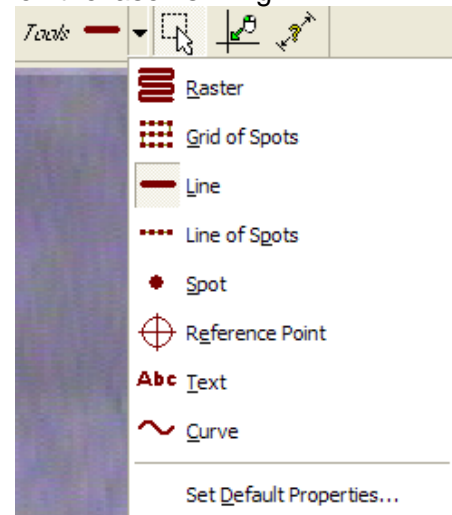 Tools
Raster
Grid of Spots
Line
Line of Spots
Spot
Reference Point
Abc Text
Curve
Set Default Properties...